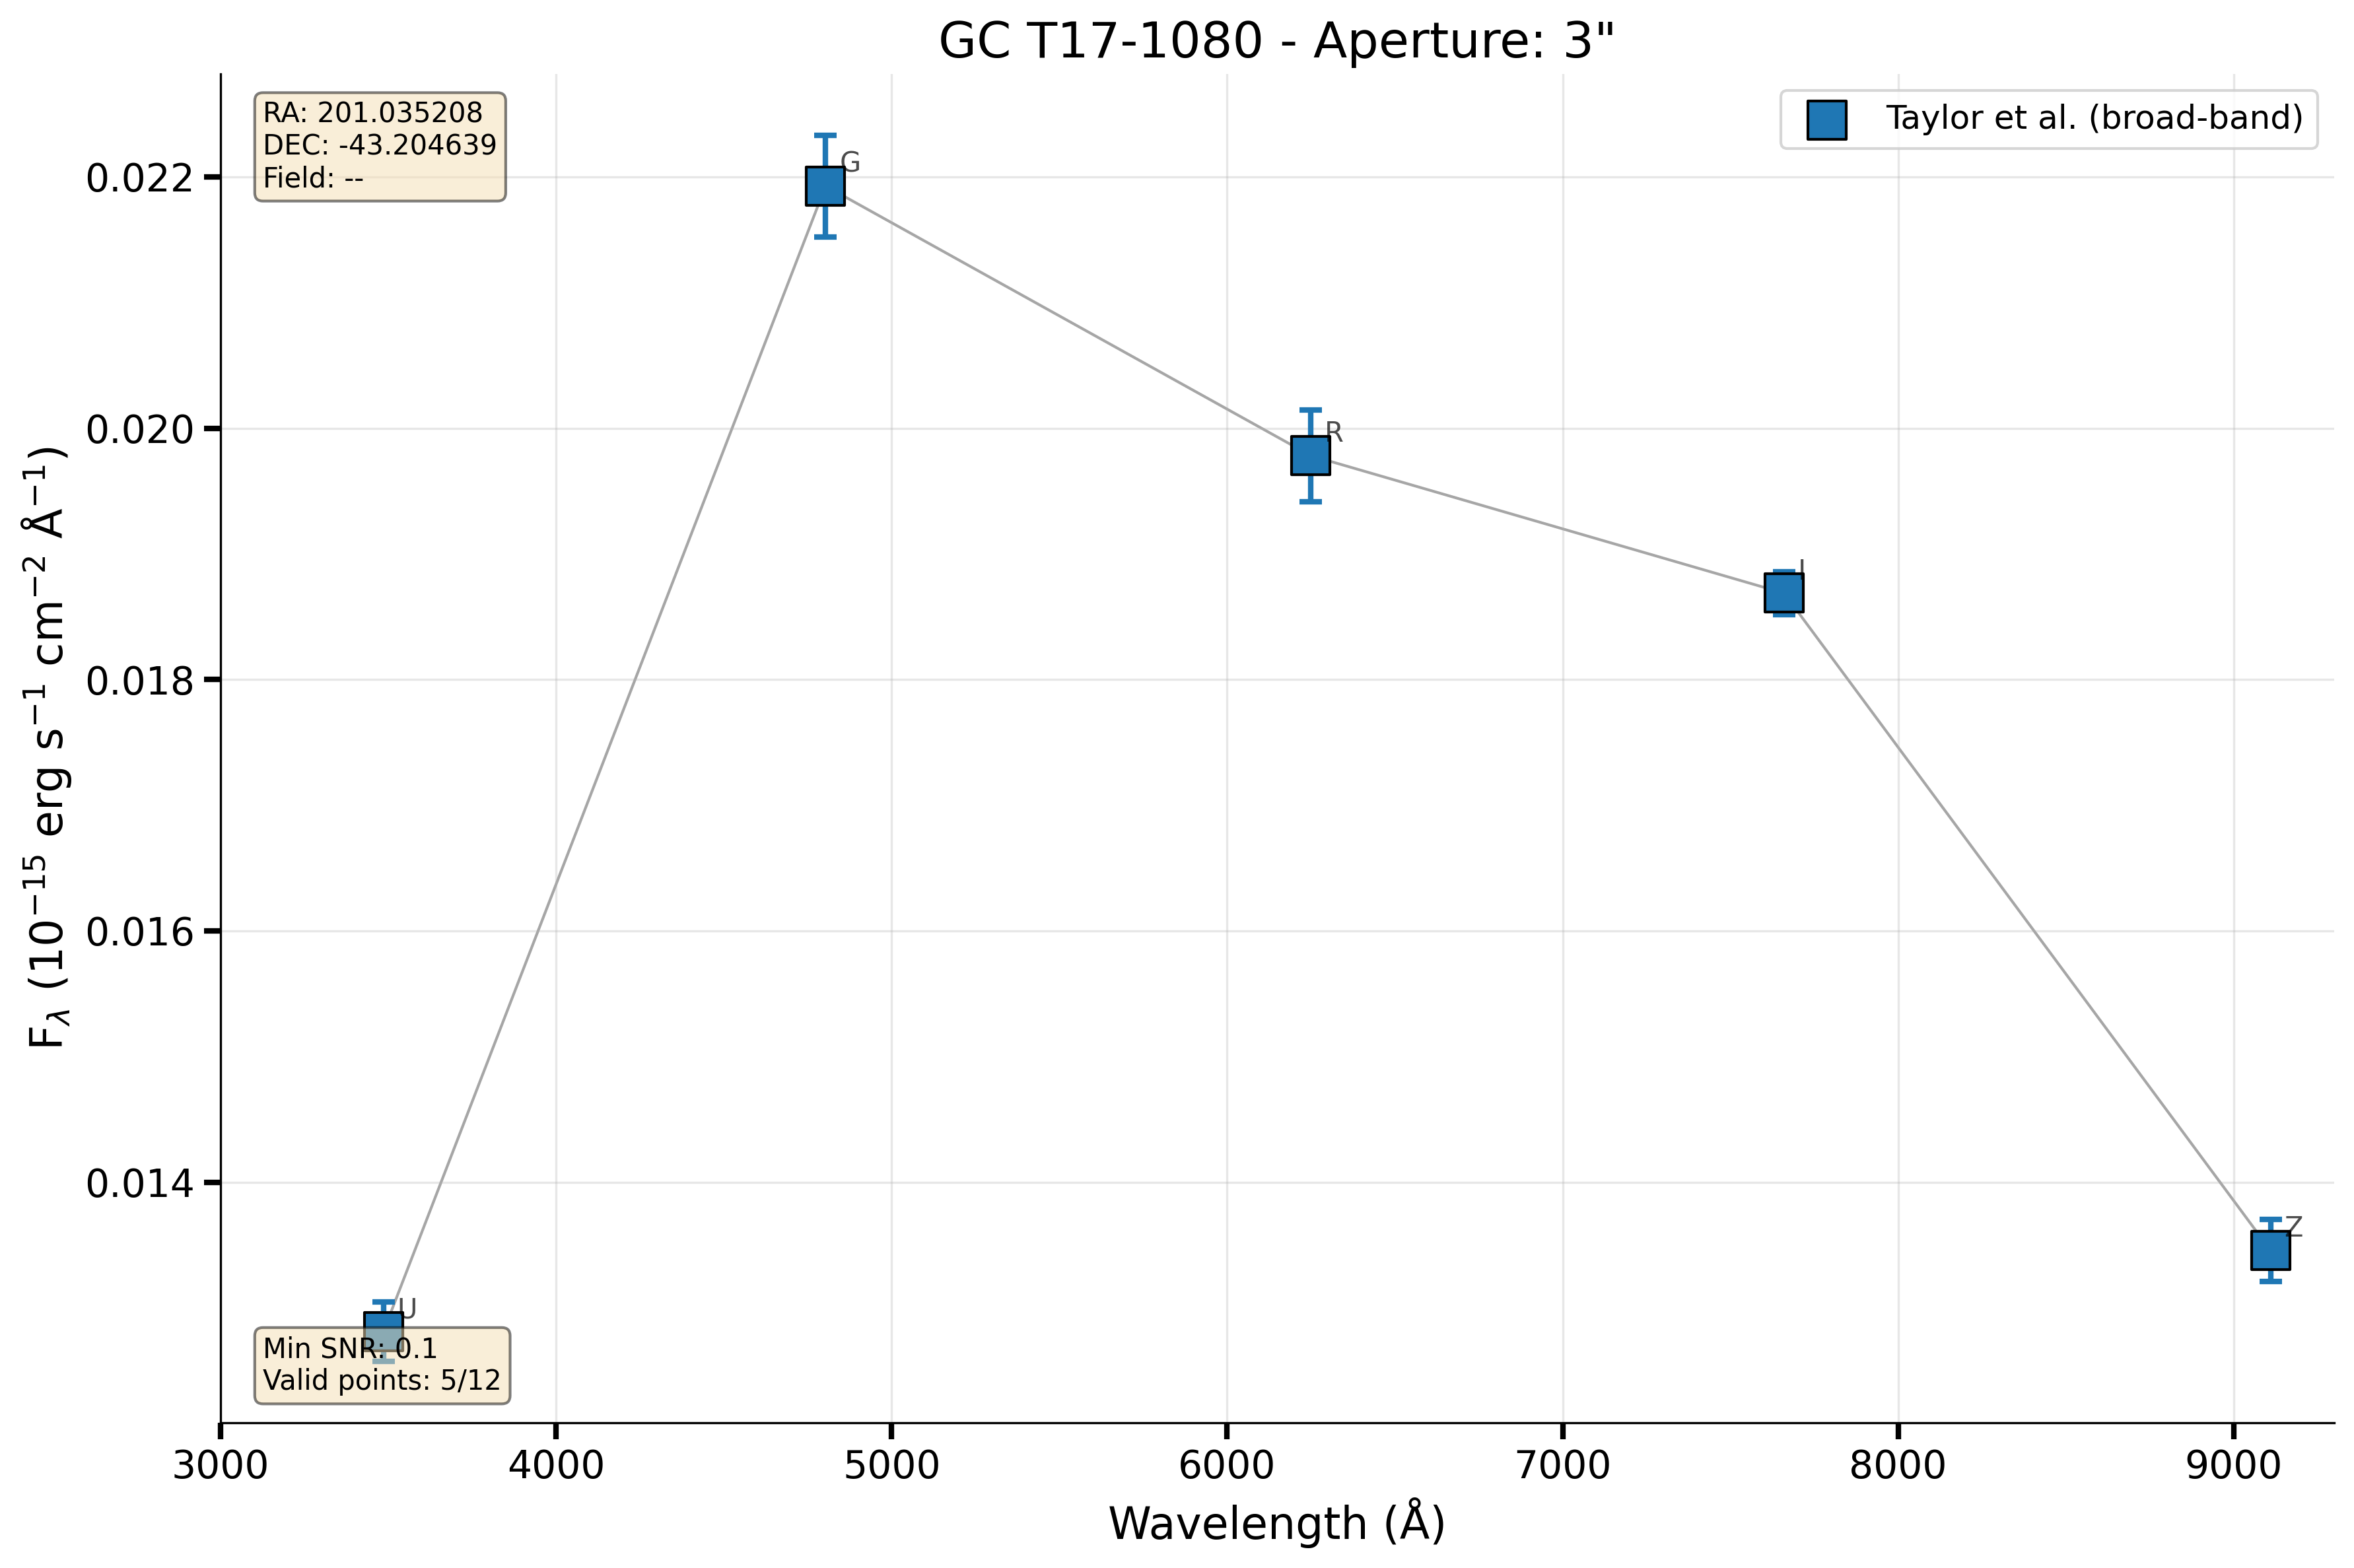 GC T17-1080 - Aperture: 3"
RA: 201.035208
DEC: -43.204639
Field: --
Taylor et al. (broad-band)
G
R
I
Z
U
Min SNR: 0.1
Valid points: 5/12
0.022
0.020
0.018
0.016
0.014
F_λ (10⁻¹⁵ erg s⁻¹ cm⁻² Å⁻¹)
3000 4000 5000 6000 7000 8000 9000
Wavelength (Å)